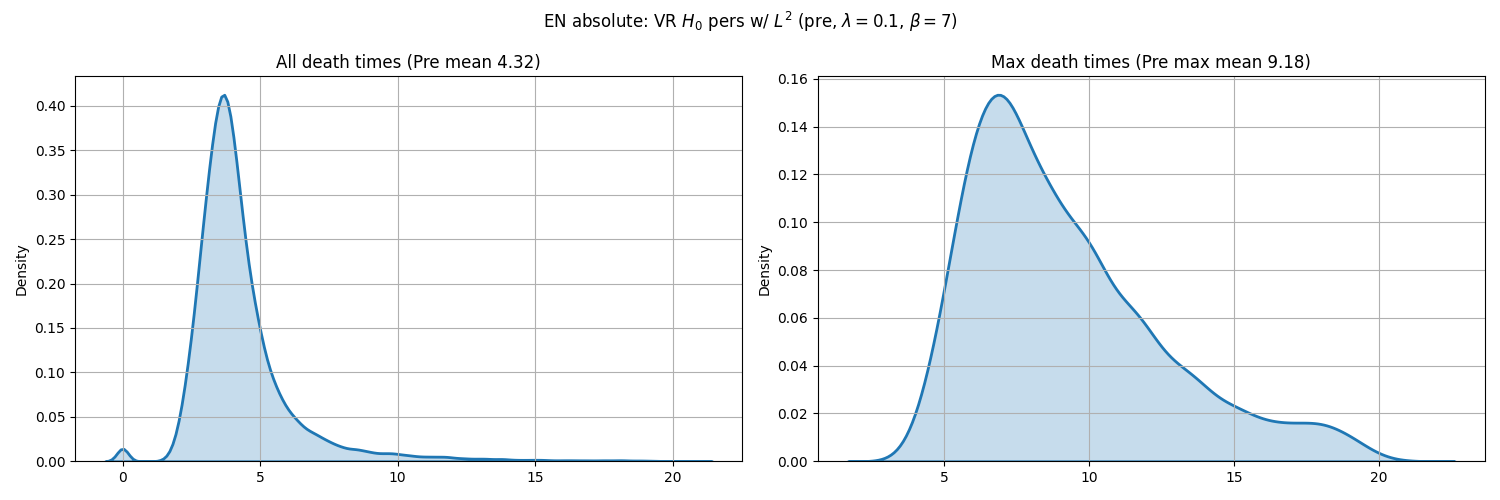 EN absolute: VR $H_0$ pers w/ $L^2$ (pre, $\lambda = 0.1$, $\beta = 7$)
All death times (Pre mean 4.32)
Density
0.40
0.35
0.30
0.25
0.20
0.15
0.10
0.05
0.00
0 5 10 15 20
Max death times (Pre max mean 9.18)
Density
0.16
0.14
0.12
0.10
0.08
0.06
0.04
0.02
0.00
5 10 15 20